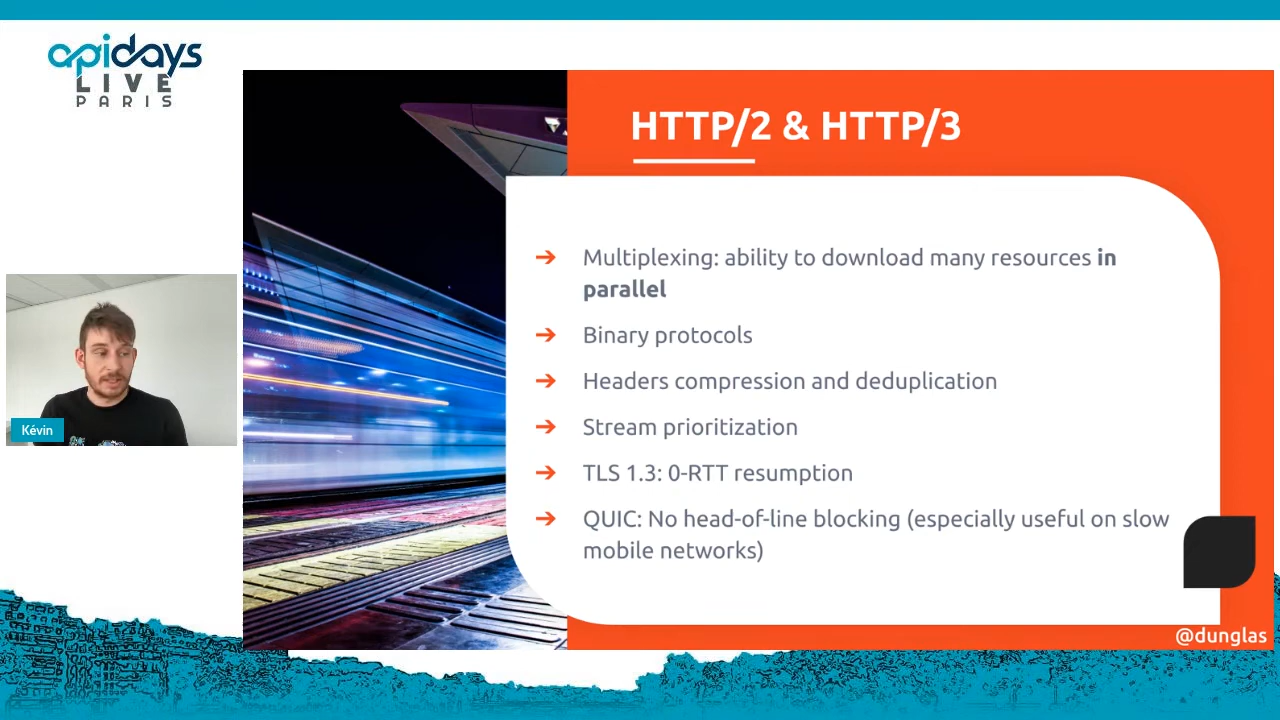 apidays
LIVE
PARIS
HTTP/2 & HTTP/3
➔ Multiplexing: ability to download many resources in
parallel
➔ Binary protocols
➔ Headers compression and deduplication
➔ Stream prioritization
➔ TLS 1.3: 0-RTT resumption
➔ QUIC: No head-of-line blocking (especially useful on slow
mobile networks)
Kévin
@dunglas